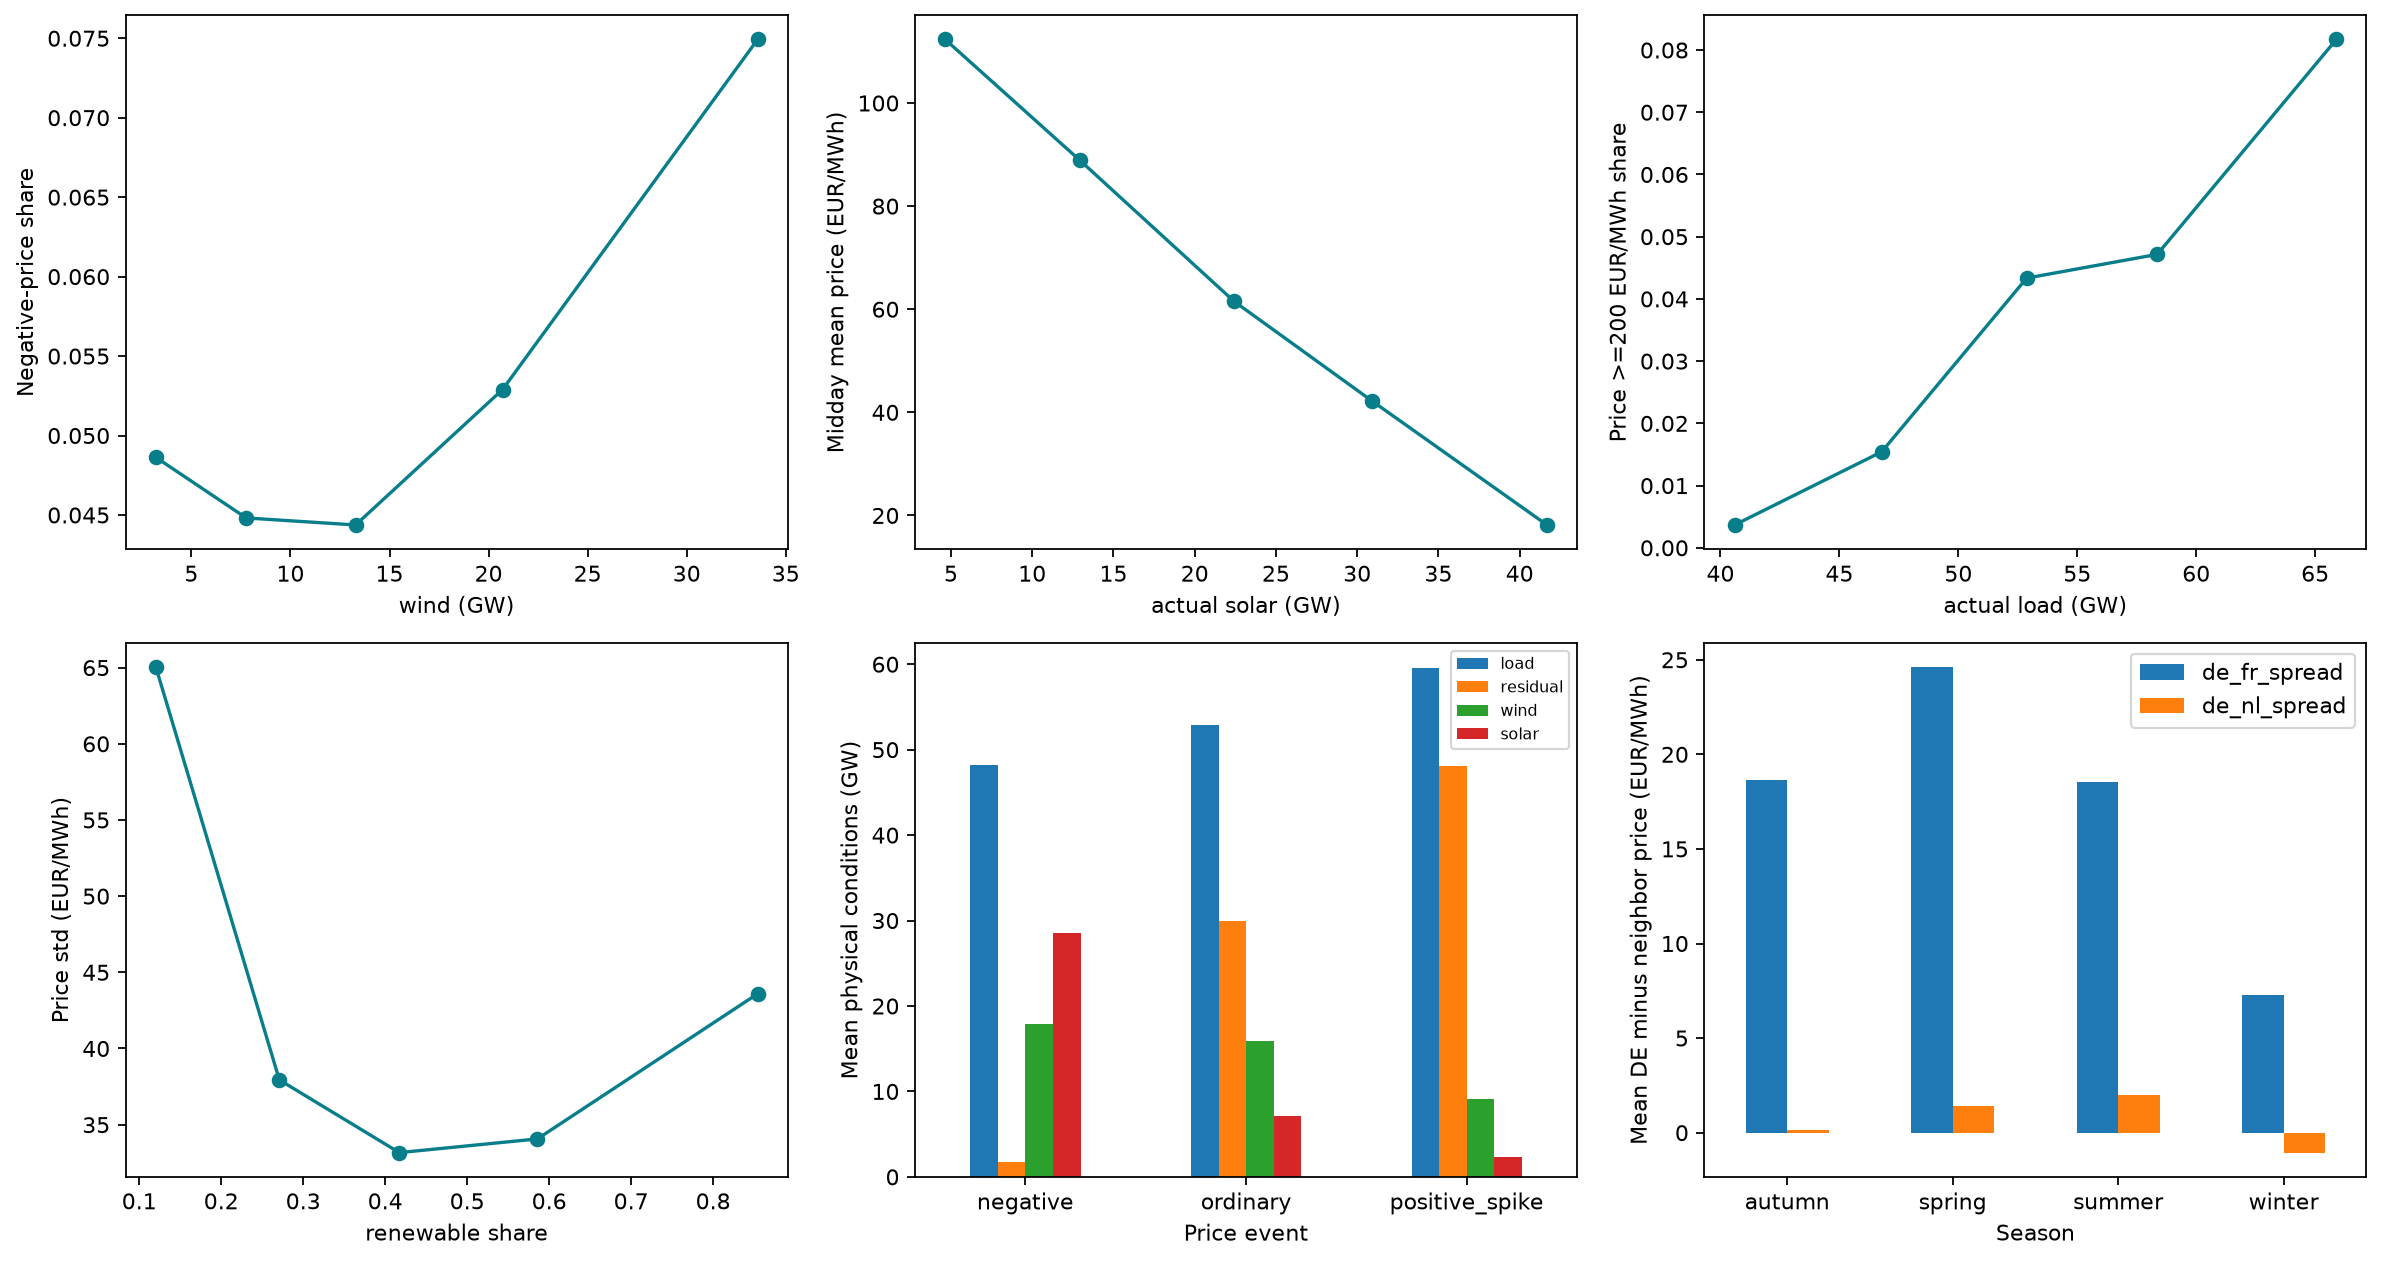 Negative-price share
0.075
0.070
0.065
0.060
0.055
0.050
0.045
5 10 15 20 25 30 35
wind (GW)
Midday mean price (EUR/MWh)
100
80
60
40
20
5 10 15 20 25 30 35 40
actual solar (GW)
Price >=200 EUR/MWh share
0.08
0.07
0.06
0.05
0.04
0.03
0.02
0.01
0.00
40 45 50 55 60 65
actual load (GW)
Price std (EUR/MWh)
65
60
55
50
45
40
35
0.1 0.2 0.3 0.4 0.5 0.6 0.7 0.8
renewable share
Mean physical conditions (GW)
60
50
40
30
20
10
0
load
residual
wind
solar
negative ordinary positive_spike
Price event
Mean DE minus neighbor price (EUR/MWh)
25
20
15
10
5
0
de_fr_spread
de_nl_spread
autumn spring summer winter
Season